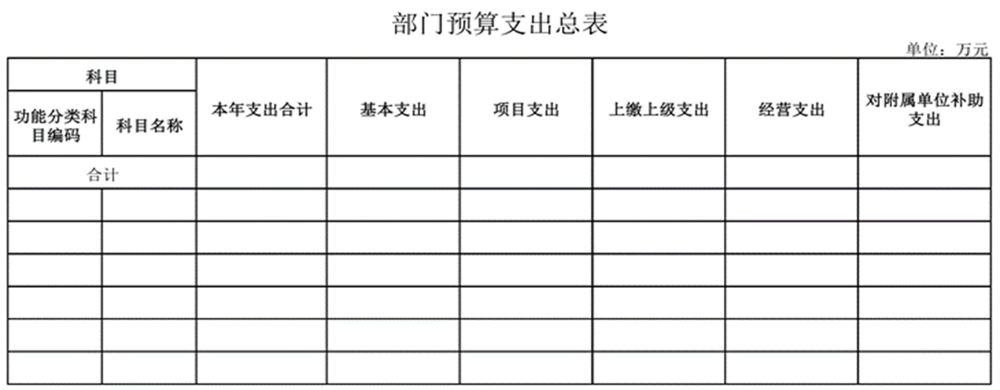 部门预算支出总表
单位：万元
科目
本年支出合计
基本支出
项目支出
上缴上级支出
经营支出
对附属单位补助
支出
功能分类科
目编码
科目名称
合计